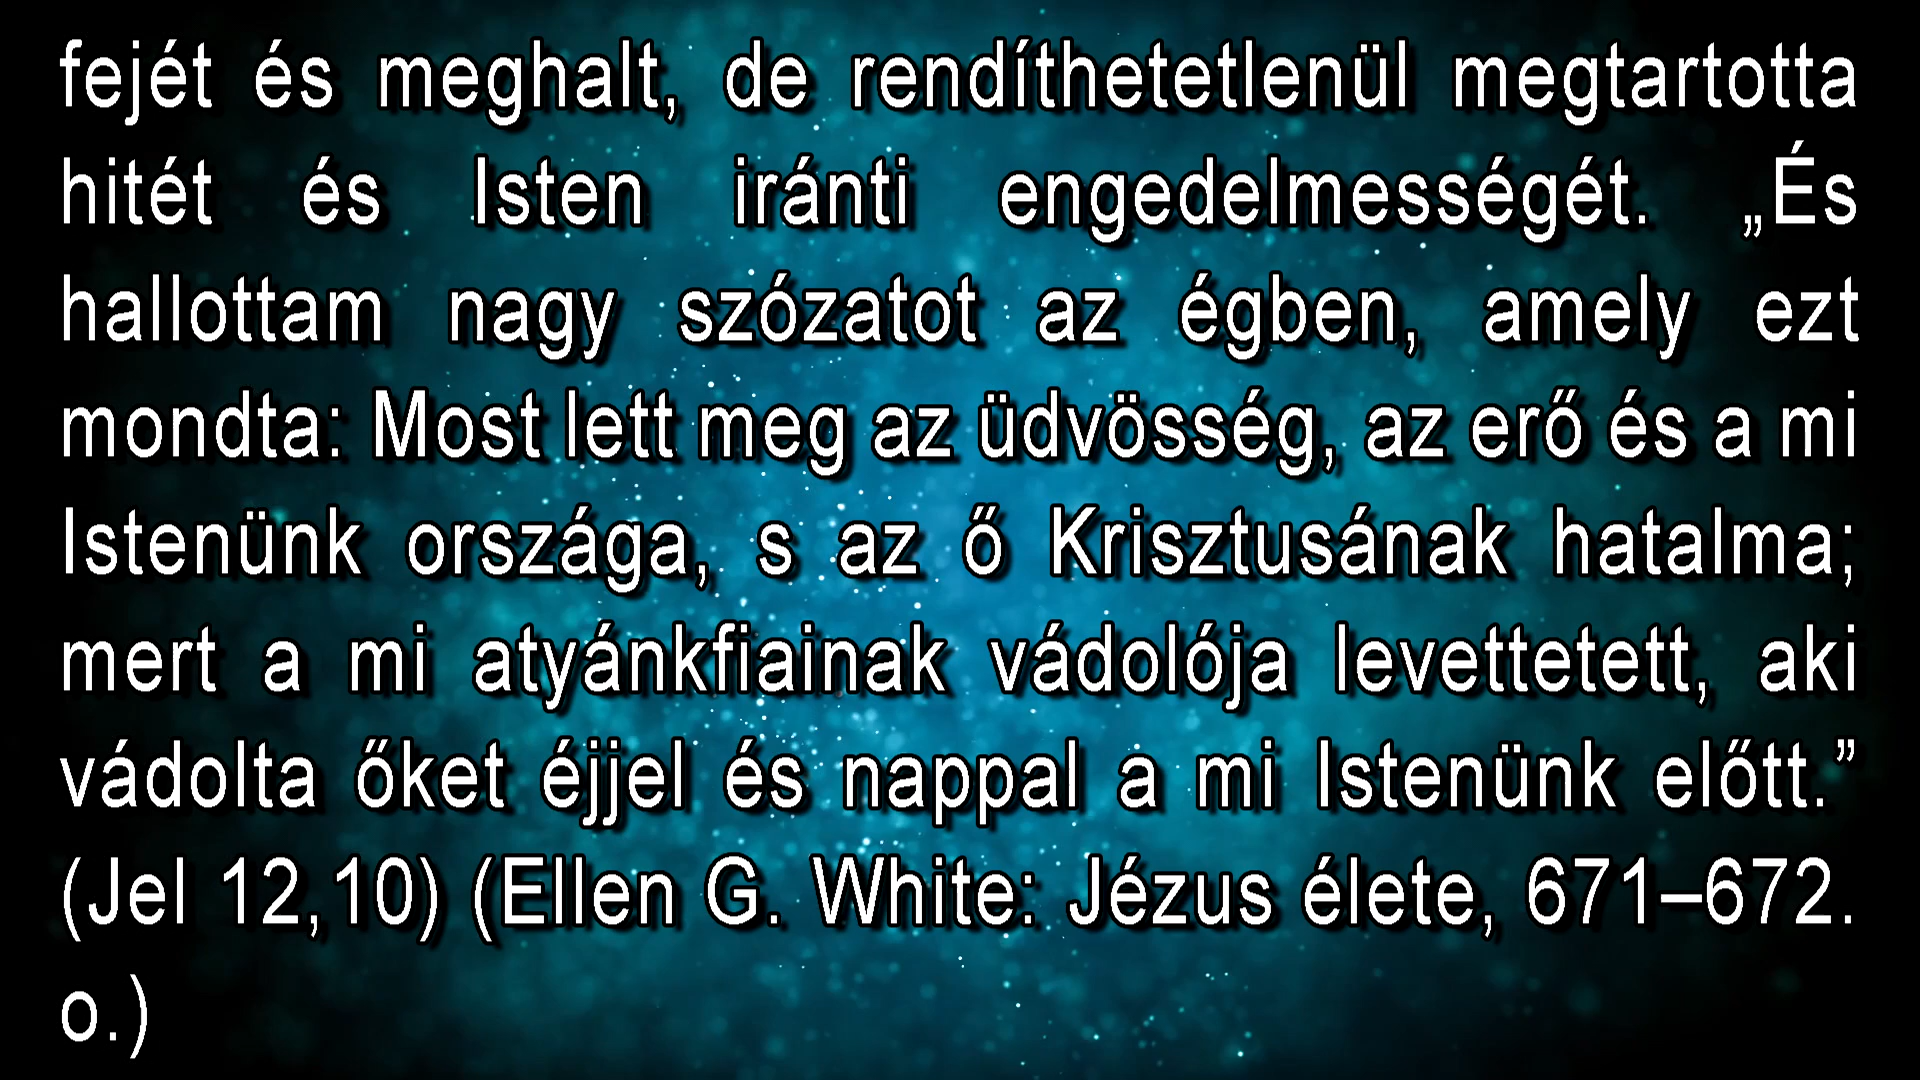 fejét és meghalt, de rendíthetetlenül megtartotta
hitét és Isten iránti engedelmességét. „És
hallottam nagy szózatot az égben, amely ezt
mondta: Most lett meg az üdvösség, az erő és a mi
Istenünk országa, s az ő Krisztusának hatalma;
mert a mi atyánkfiainak vádolója levettetett, aki
vádolta őket éjjel és nappal a mi Istenünk előtt.”
(Jel 12,10) (Ellen G. White: Jézus élete, 671–672.
o.)